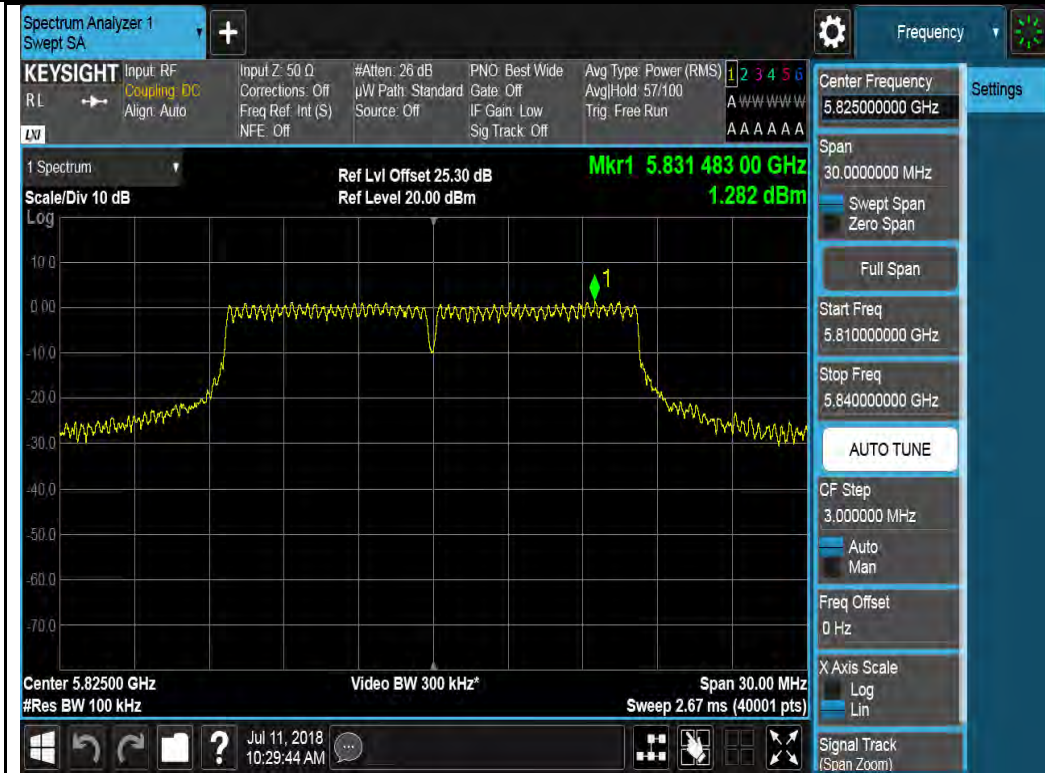 Spectrum Analyzer 1
Swept SA
+
Frequency
KEYSIGHT
RL
LXI
Input: RF
Coupling: DC
Align: Auto
Input Z: 50 Ω
Corrections: Off
Freq Ref: Int (S)
NFE: Off
#Atten: 26 dB
µW Path: Standard
Source: Off
PNO: Best Wide
Gate: Off
IF Gain: Low
Sig Track: Off
Avg Type: Power (RMS)
Avg|Hold: 57/100
Trig: Free Run
1 2 3 4 5 6
A W W W W W
A A A A A A
1 Spectrum
Scale/Div 10 dB
Ref Lvl Offset 25.30 dB
Ref Level 20.00 dBm
Mkr1 5.831 483 00 GHz
1.282 dBm
Log
10.0
0.00
-10.0
-20.0
-30.0
-40.0
-50.0
-60.0
-70.0
1
Center 5.82500 GHz
#Res BW 100 kHz
Video BW 300 kHz*
Span 30.00 MHz
Sweep 2.67 ms (40001 pts)
Center Frequency
5.825000000 GHz
Settings
Span
30.0000000 MHz
Swept Span
Zero Span
Full Span
Start Freq
5.810000000 GHz
Stop Freq
5.840000000 GHz
AUTO TUNE
CF Step
3.000000 MHz
Auto
Man
Freq Offset
0 Hz
X Axis Scale
Log
Lin
Signal Track
(Span Zoom)
?
Jul 11, 2018
10:29:44 AM